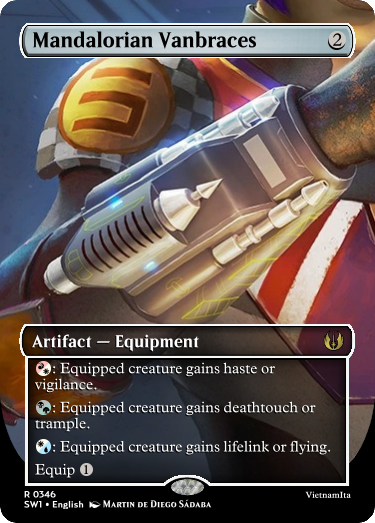 Mandalorian Vanbraces 2
Artifact — Equipment
: Equipped creature gains haste or
vigilance.
: Equipped creature gains deathtouch or
trample.
: Equipped creature gains lifelink or flying.
Equip 1
R 0346
SW1 • English Martin de Diego Sádaba
VietnamIta